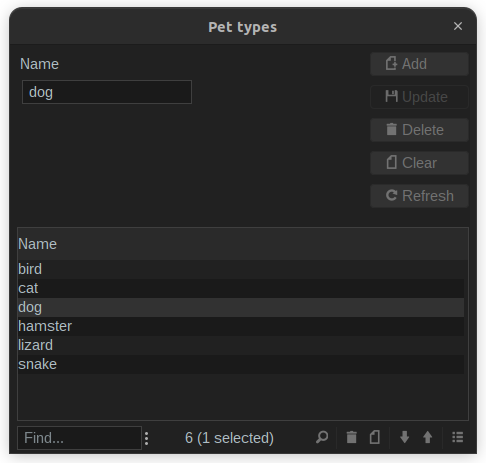 Pet types
Name
dog
Add
Update
Delete
Clear
Refresh
Name
bird
cat
dog
hamster
lizard
snake
Find...
6 (1 selected)